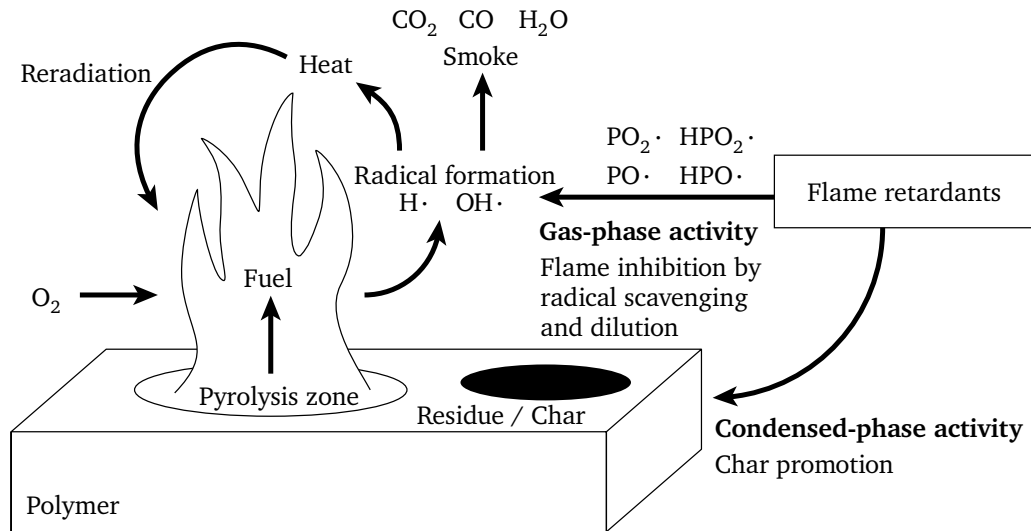 CO₂ CO H₂O
Smoke
Heat
Reradiation
PO₂· HPO₂·
PO· HPO·
Radical formation
H· OH·
Flame retardants
Gas-phase activity
Flame inhibition by
radical scavenging
and dilution
Fuel
O₂
Pyrolysis zone
Residue / Char
Condensed-phase activity
Char promotion
Polymer